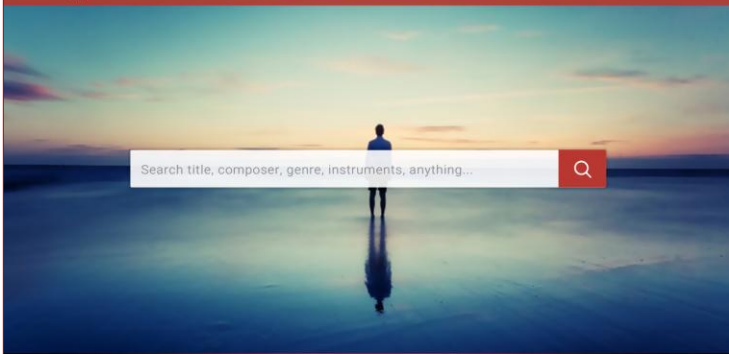 Search title, composer, genre, instruments, anything...